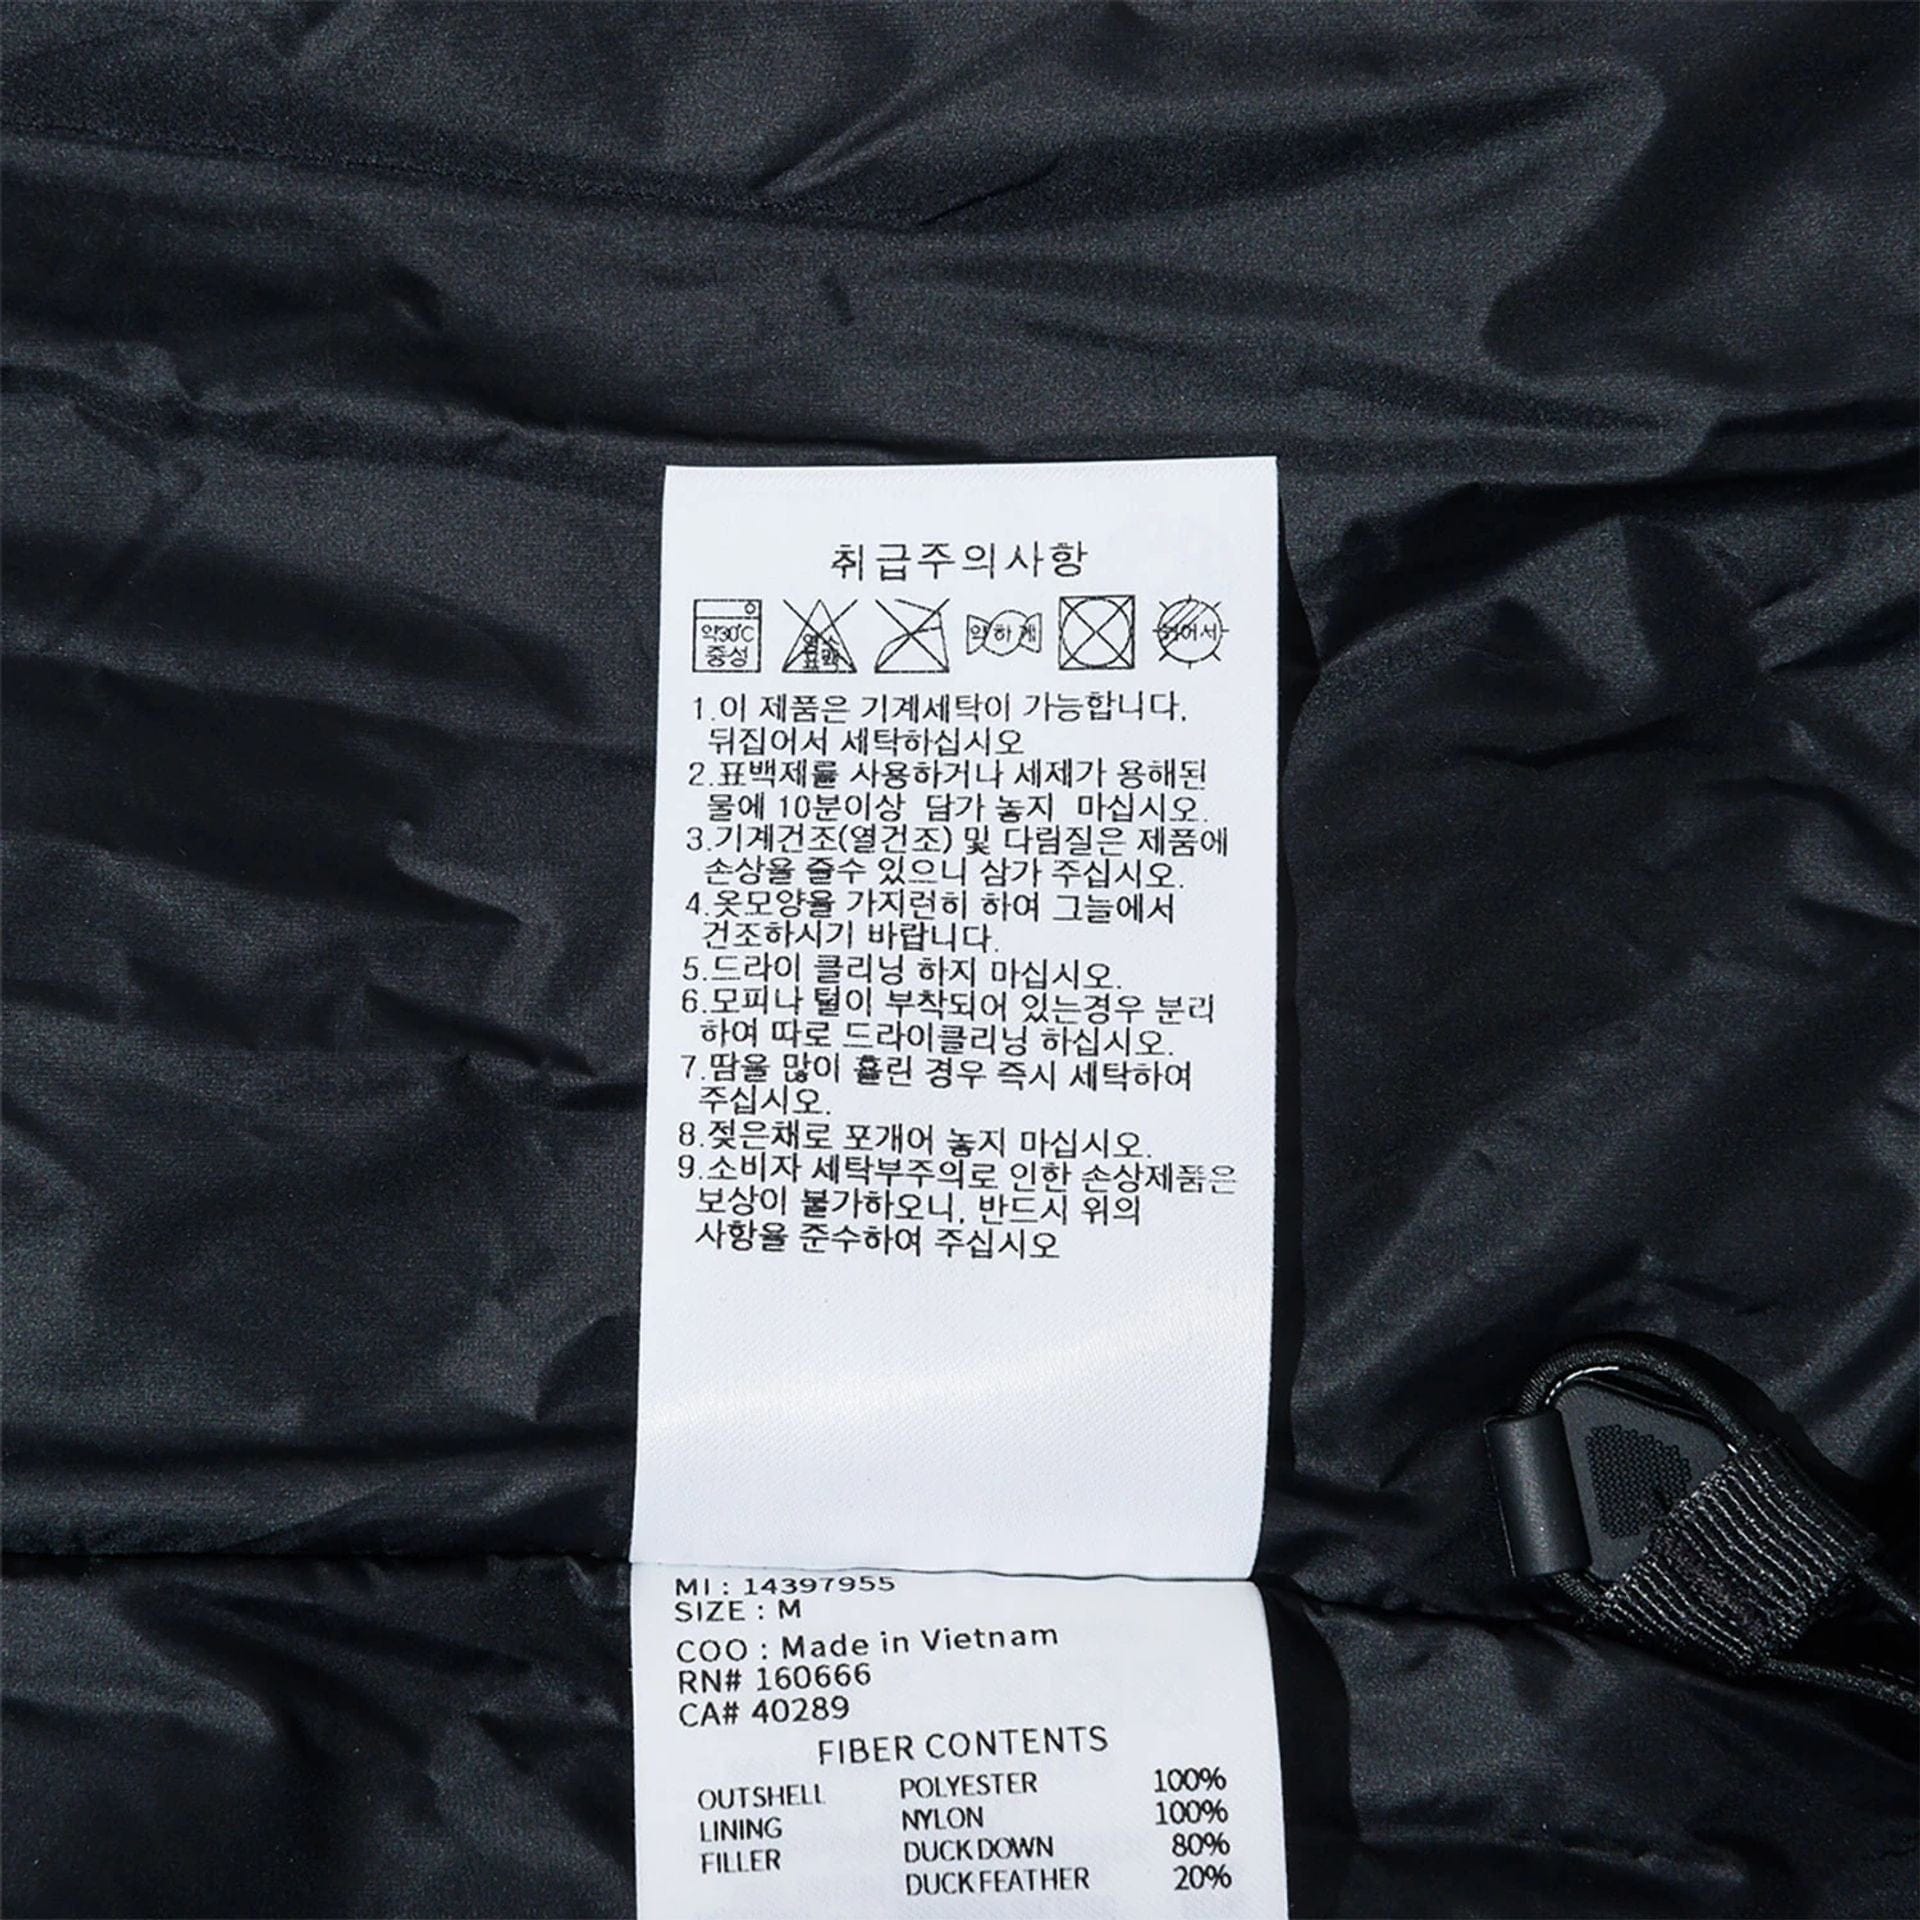 취급주의사항
약30℃ 중성
염소 표백
약하게
뉘어서
1.이 제품은 기계세탁이 가능합니다.
뒤집어서 세탁하십시오
2.표백제를 사용하거나 세제가 용해된
물에 10분이상 담가 놓지 마십시오.
3.기계건조(열건조) 및 다림질은 제품에
손상을 줄수 있으니 삼가 주십시오.
4.옷모양을 가지런히 하여 그늘에서
건조하시기 바랍니다.
5.드라이 클리닝 하지 마십시오.
6.모피나 털이 부착되어 있는경우 분리
하여 따로 드라이클리닝 하십시오.
7.땀을 많이 흘린 경우 즉시 세탁하여
주십시오.
8.젖은채로 포개어 놓지 마십시오.
9.소비자 세탁부주의로 인한 손상제품은
보상이 불가하오니, 반드시 위의
사항을 준수하여 주십시오
MI : 14397955
SIZE : M
COO : Made in Vietnam
RN# 160666
CA# 40289
FIBER CONTENTS
OUTSHELL POLYESTER 100%
LINING NYLON 100%
FILLER DUCK DOWN 80%
DUCK FEATHER 20%